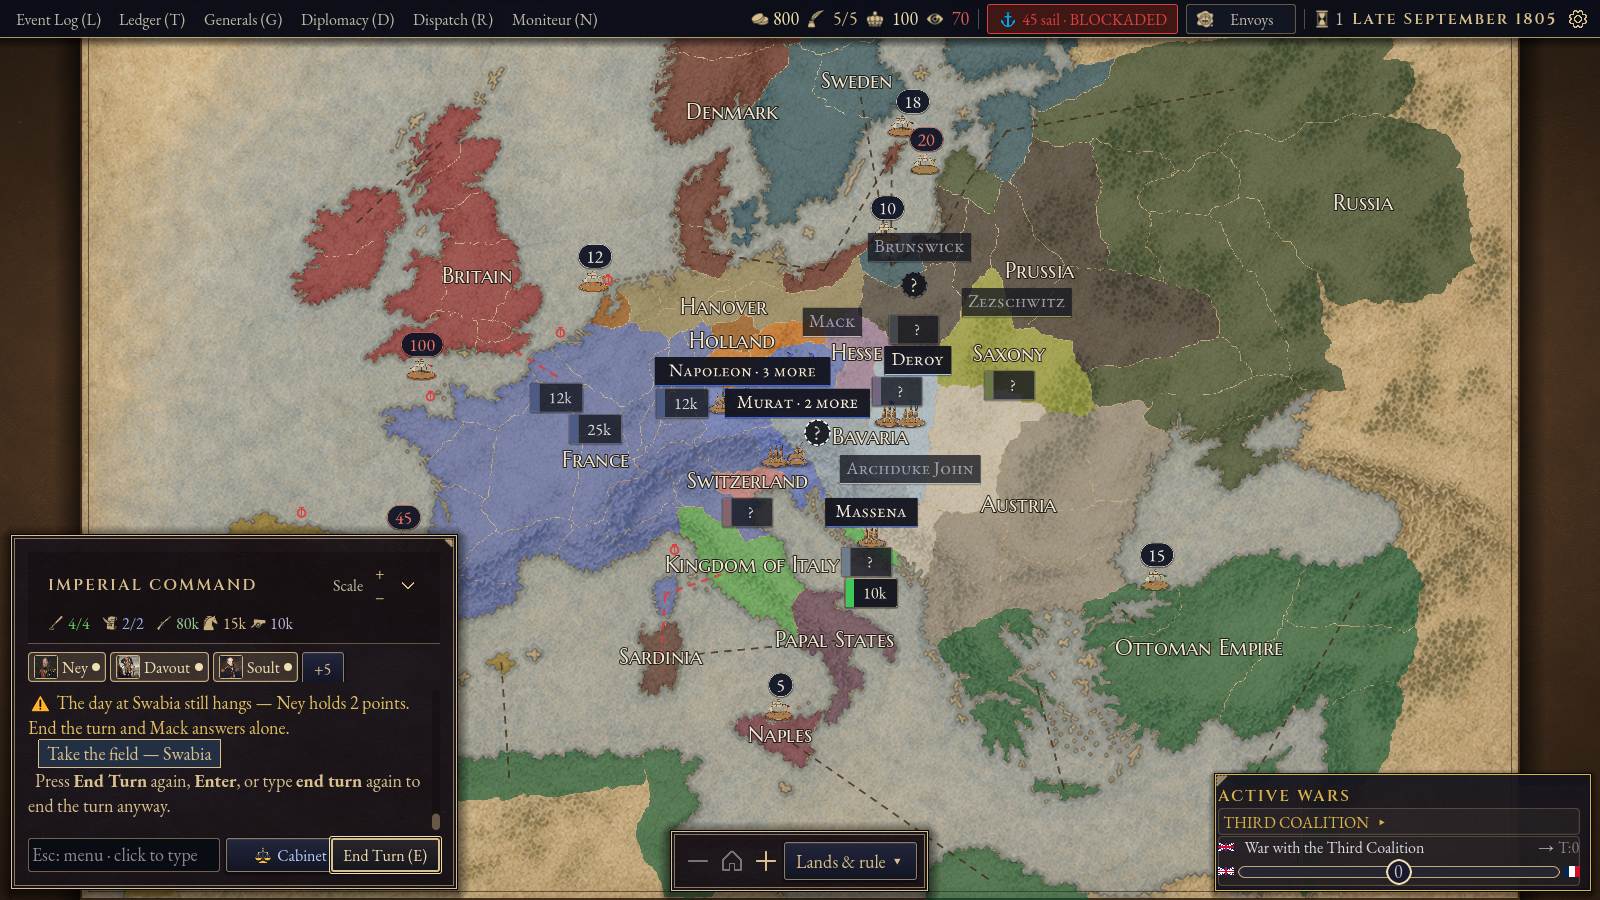 Event Log (L) Ledger (T) Generals (G) Diplomacy (D) Dispatch (R) Moniteur (N) 800 5/5 100 70 45 sail · BLOCKADED Envoys 1 LATE SEPTEMBER 1805
SWEDEN
DENMARK
18
20
RUSSIA
10
BRUNSWICK
12
BRITAIN
PRUSSIA
?
ZEZSCHWITZ
HANOVER
MACK
?
100
HOLLAND
HESSE
DEROY
SAXONY
NAPOLEON · 3 MORE
?
?
12k
12k
MURAT · 2 MORE
25k
?
BAVARIA
FRANCE
ARCHDUKE JOHN
SWITZERLAND
AUSTRIA
?
MASSENA
45
KINGDOM OF ITALY
?
15
10k
PAPAL STATES
SARDINIA
OTTOMAN EMPIRE
5
NAPLES
IMPERIAL COMMAND Scale + −
4/4 2/2 80k 15k 10k
Ney Davout Soult +5
The day at Swabia still hangs — Ney holds 2 points.
End the turn and Mack answers alone.
Take the field — Swabia
Press End Turn again, Enter, or type end turn again to
end the turn anyway.
Esc: menu · click to type Cabinet End Turn (E)
Lands & rule
ACTIVE WARS
THIRD COALITION
War with the Third Coalition → T:0
0